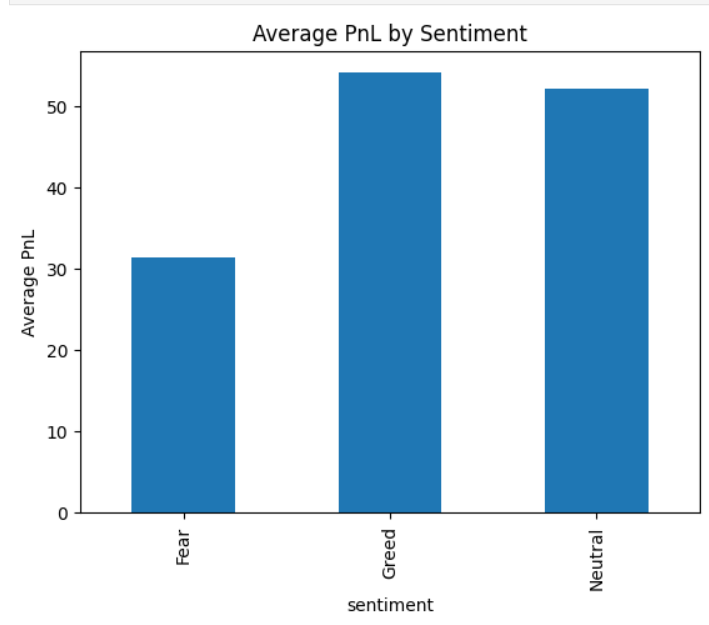 Average PnL by Sentiment
Average PnL
50
40
30
20
10
0
Fear
Greed
Neutral
sentiment